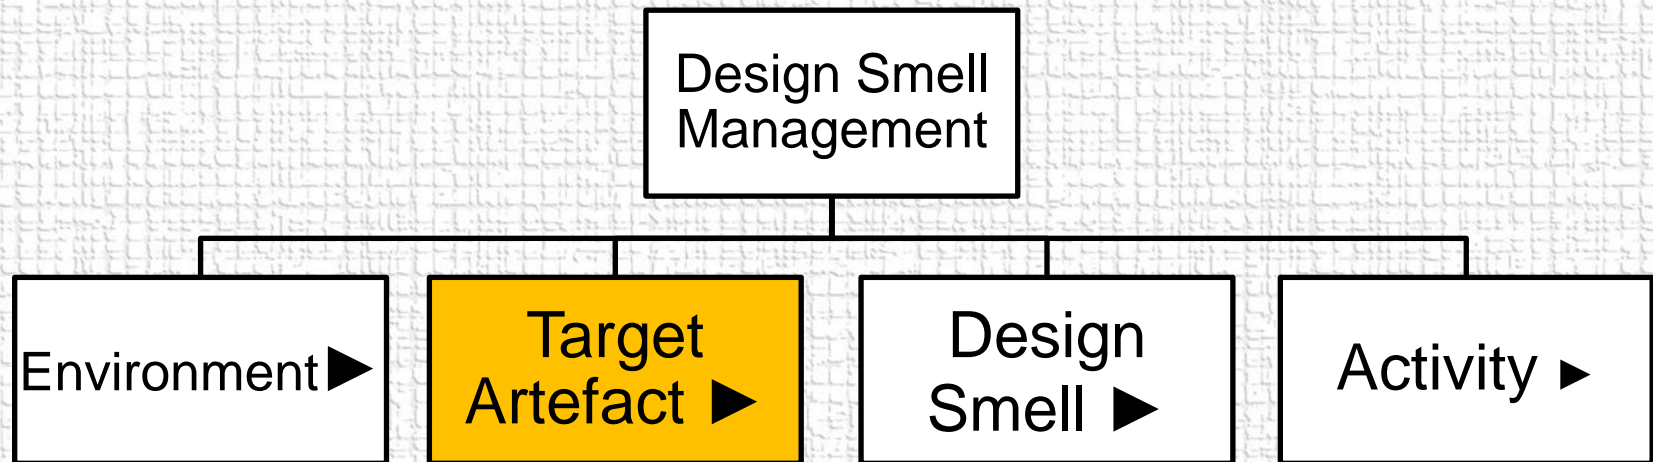 Design Smell
Management
Environment ►
Target
Artefact ►
Design
Smell ►
Activity ►